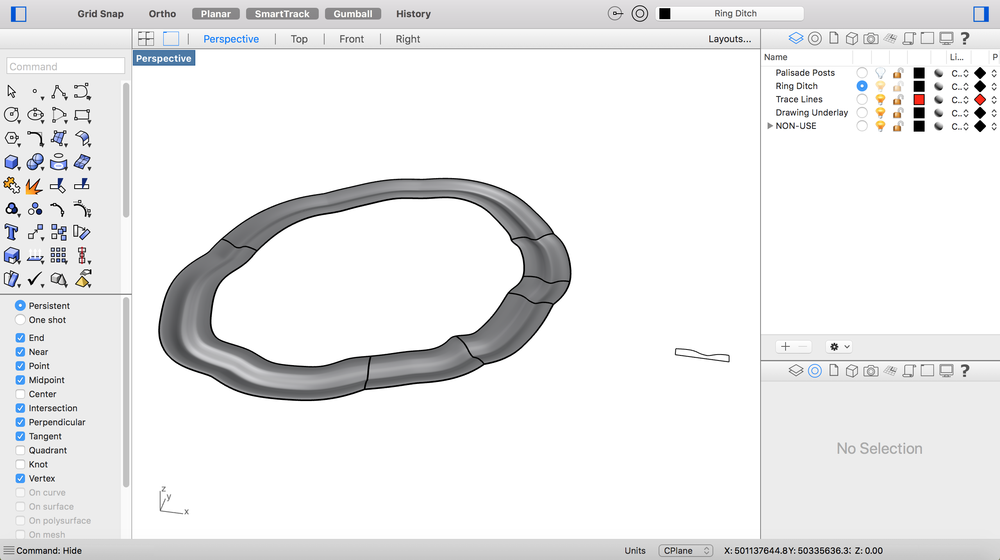 Grid Snap Ortho Planar SmartTrack Gumball History Ring Ditch
Perspective Top Front Right Layouts...
Perspective
Command
Persistent
One shot
End
Near
Point
Midpoint
Center
Intersection
Perpendicular
Tangent
Quadrant
Knot
Vertex
On curve
On surface
On polysurface
On mesh
z
y
x
?
Name Li... P
Palisade Posts C..
Ring Ditch C..
Trace Lines C..
Drawing Underlay C..
NON-USE C..
?
No Selection
Command: Hide Units CPlane X: 501137644.8 Y: 50335636.3 Z: 0.00